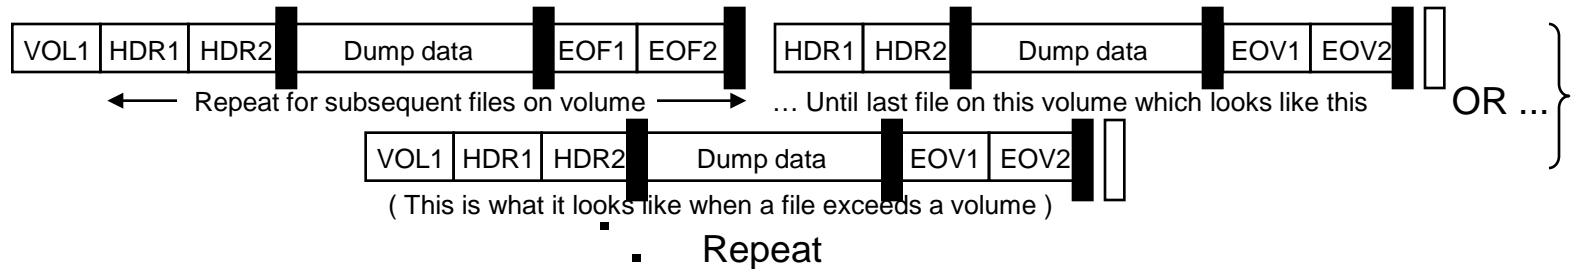 VOL1 HDR1 HDR2 Dump data EOF1 EOF2 HDR1 HDR2 Dump data EOV1 EOV2
Repeat for subsequent files on volume ... Until last file on this volume which looks like this OR ...
VOL1 HDR1 HDR2 Dump data EOV1 EOV2
( This is what it looks like when a file exceeds a volume )
Repeat